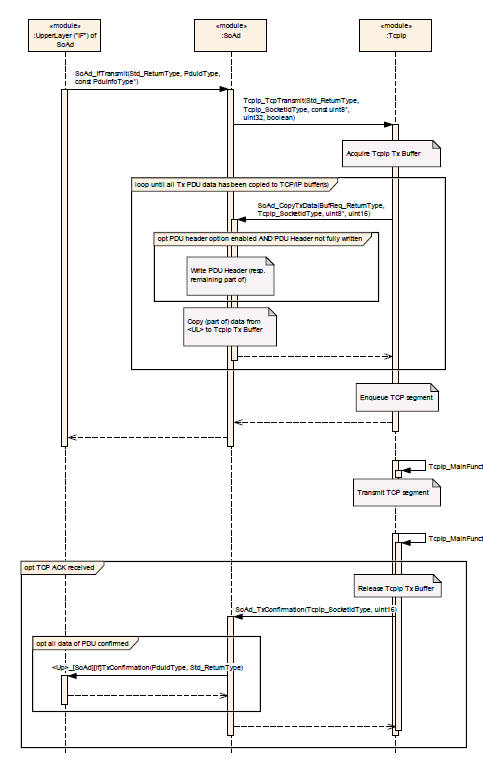 «module»
:UpperLayer ("IF") of
SoAd
«module»
:SoAd
«module»
:TcpIp
SoAd_IfTransmit(Std_ReturnType, PduIdType,
const PduInfoType*)
TcpIp_TcpTransmit(Std_ReturnType,
TcpIp_SocketIdType, const uint8*,
uint32, boolean)
Acquire TcpIp Tx Buffer
loop until all Tx PDU data has been copied to TCP/IP buffer(s)
SoAd_CopyTxData(BufReq_ReturnType,
TcpIp_SocketIdType, uint8*, uint16)
opt PDU header option enabled AND PDU Header not fully written
Write PDU Header (resp.
remaining part of)
Copy (part of) data from
<UL> to TcpIp Tx Buffer
Enqueue TCP segment
TcpIp_MainFunct
Transmit TCP segment
TcpIp_MainFunct
opt TCP ACK received
Release TcpIp Tx Buffer
SoAd_TxConfirmation(TcpIp_SocketIdType, uint16)
opt all data of PDU confirmed
<Up>_[SoAd][If]TxConfirmation(PduIdType, Std_ReturnType)